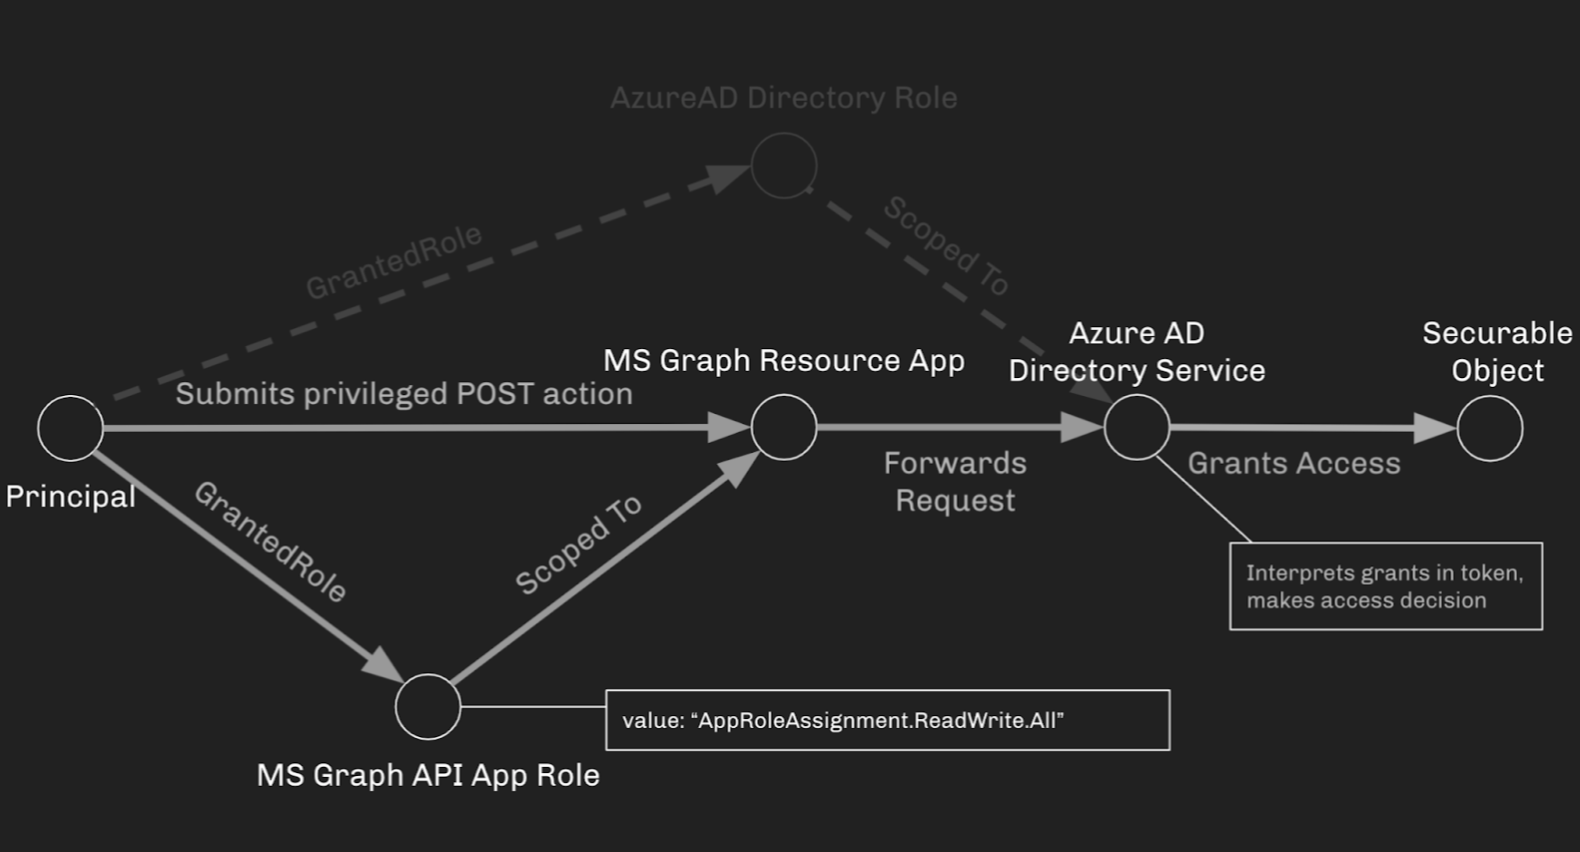 AzureAD Directory Role
GrantedRole
Scoped To
Azure AD
Directory Service
Securable
Object
MS Graph Resource App
Submits privileged POST action
Forwards
Request
Grants Access
Principal
GrantedRole
Scoped To
Interprets grants in token,
makes access decision
value: “AppRoleAssignment.ReadWrite.All”
MS Graph API App Role